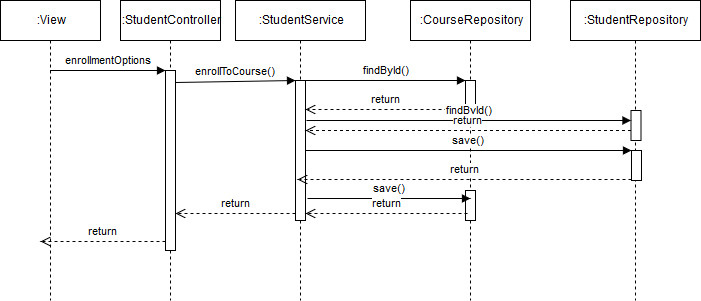 :View
:StudentController
:StudentService
:CourseRepository
:StudentRepository
enrollmentOptions
enrollToCourse()
findById()
return
findById()
return
save()
return
save()
return
return
return